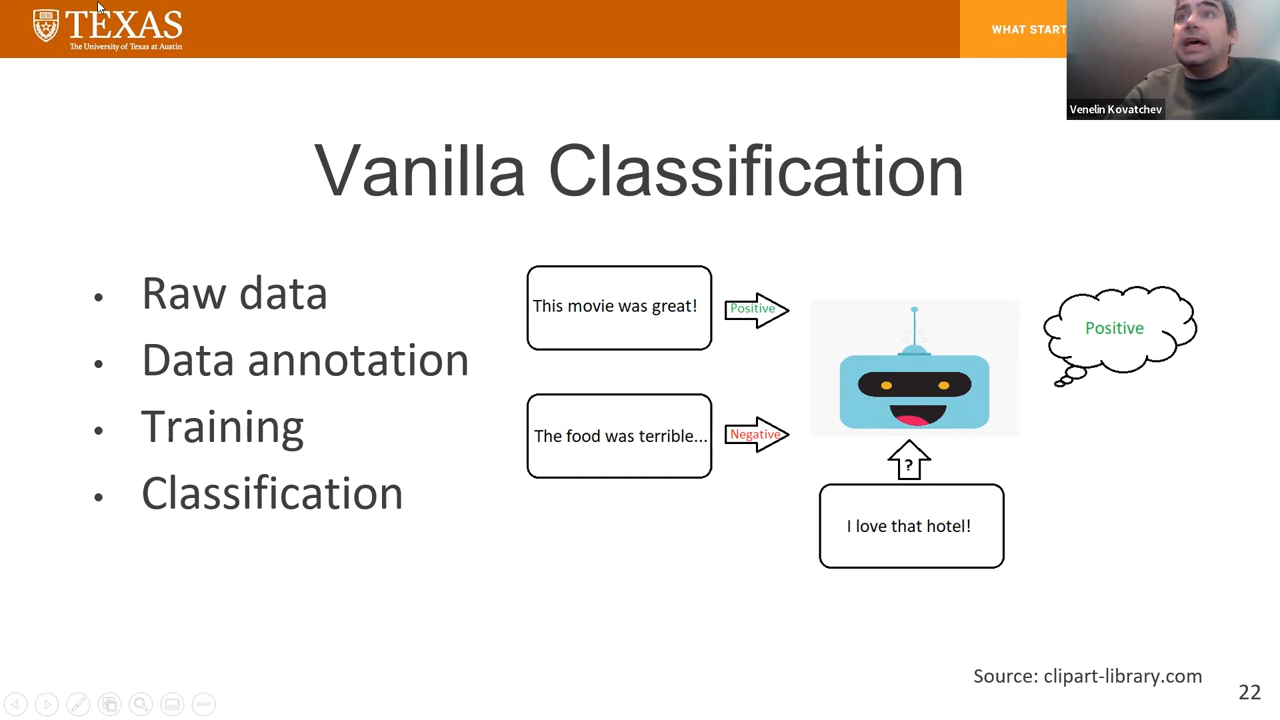 TEXAS
The University of Texas at Austin
WHAT START
Venelin Kovatchev
Vanilla Classification
• Raw data
• Data annotation
• Training
• Classification
This movie was great!
Positive
The food was terrible...
Negative
?
I love that hotel!
Positive
Source: clipart-library.com
22